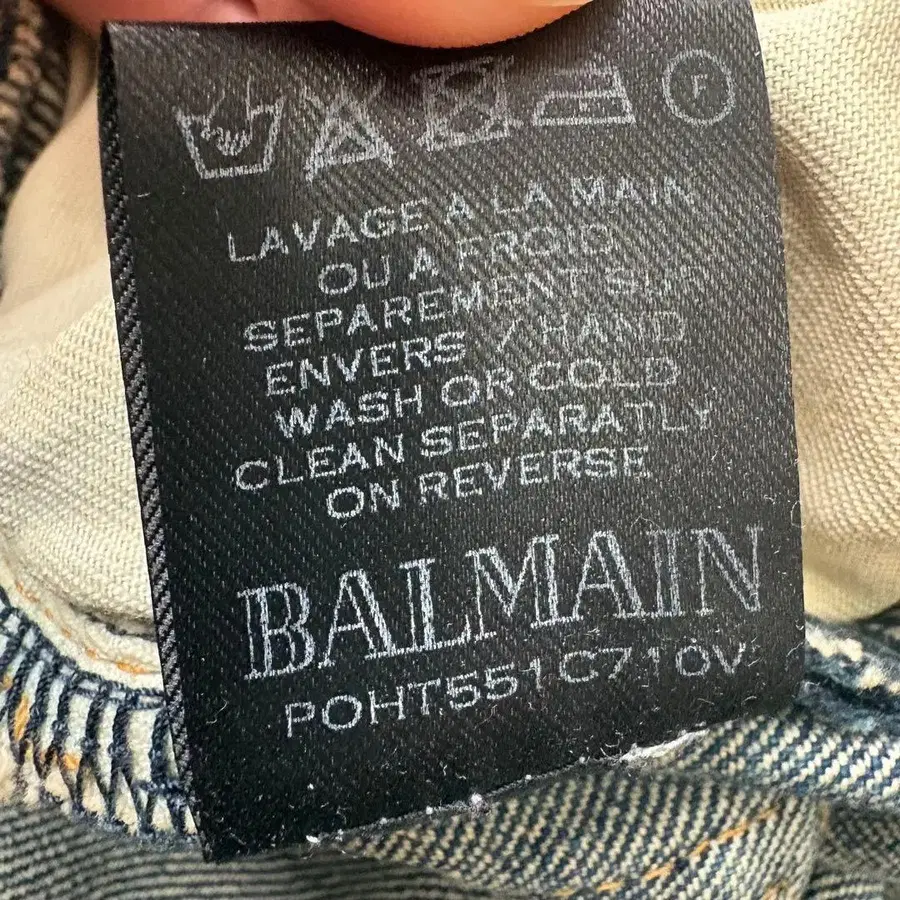 F
LAVAGE A LA MAIN
OU A FROID
SEPAREMENT SUR
ENVERS / HAND
WASH OR COLD
CLEAN SEPARATLY
ON REVERSE
BALMAIN
POHT551C710V